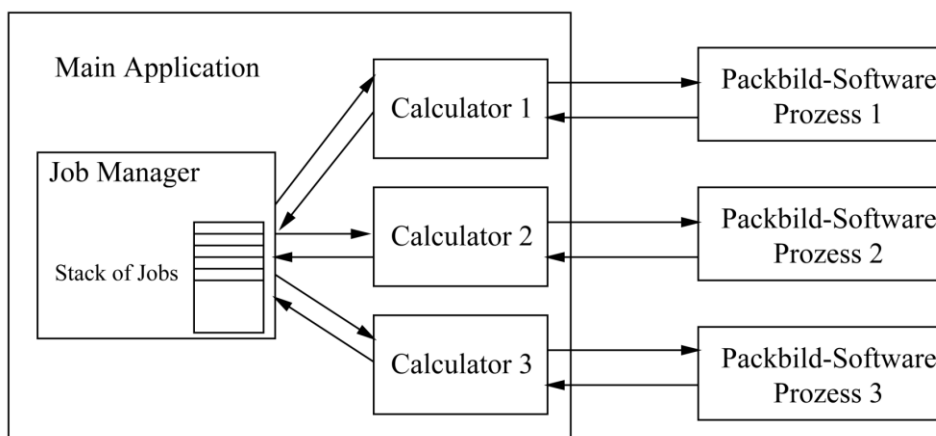 Main Application
Job Manager
Stack of Jobs
Calculator 1
Calculator 2
Calculator 3
Packbild-Software
Prozess 1
Packbild-Software
Prozess 2
Packbild-Software
Prozess 3